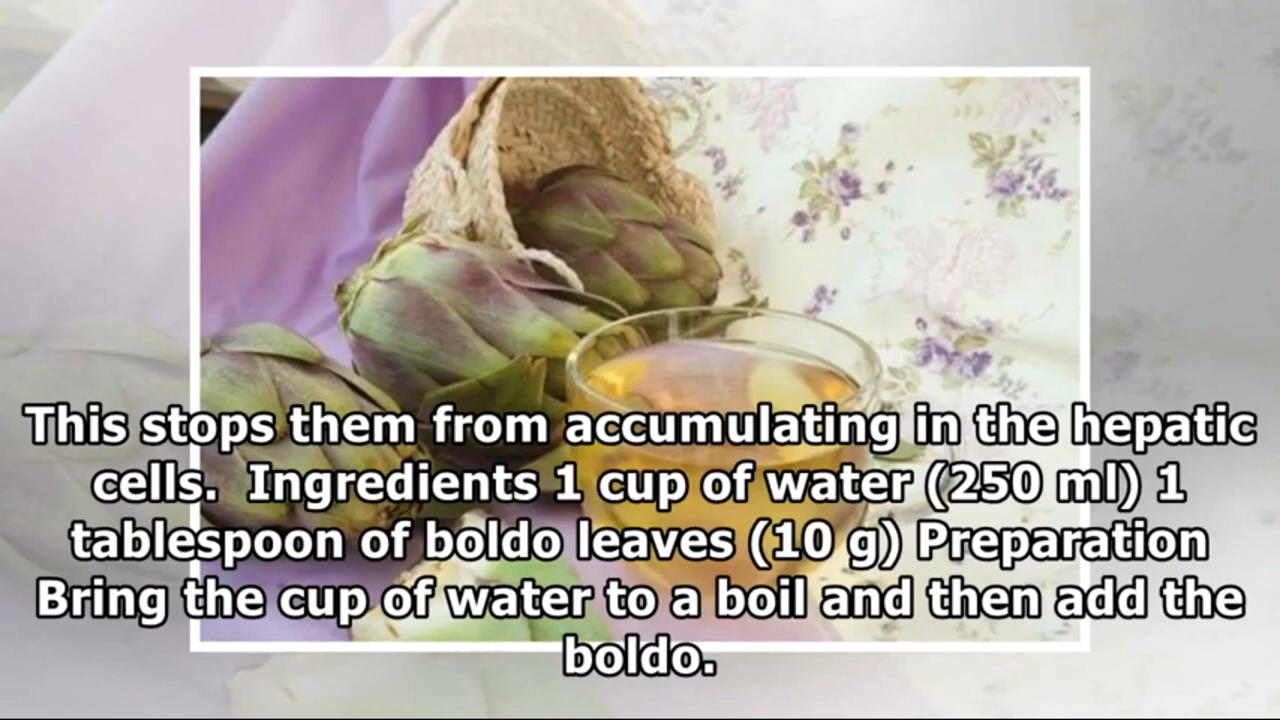 This stops them from accumulating in the hepatic
cells.  Ingredients 1 cup of water (250 ml) 1
tablespoon of boldo leaves (10 g) Preparation
Bring the cup of water to a boil and then add the
boldo.